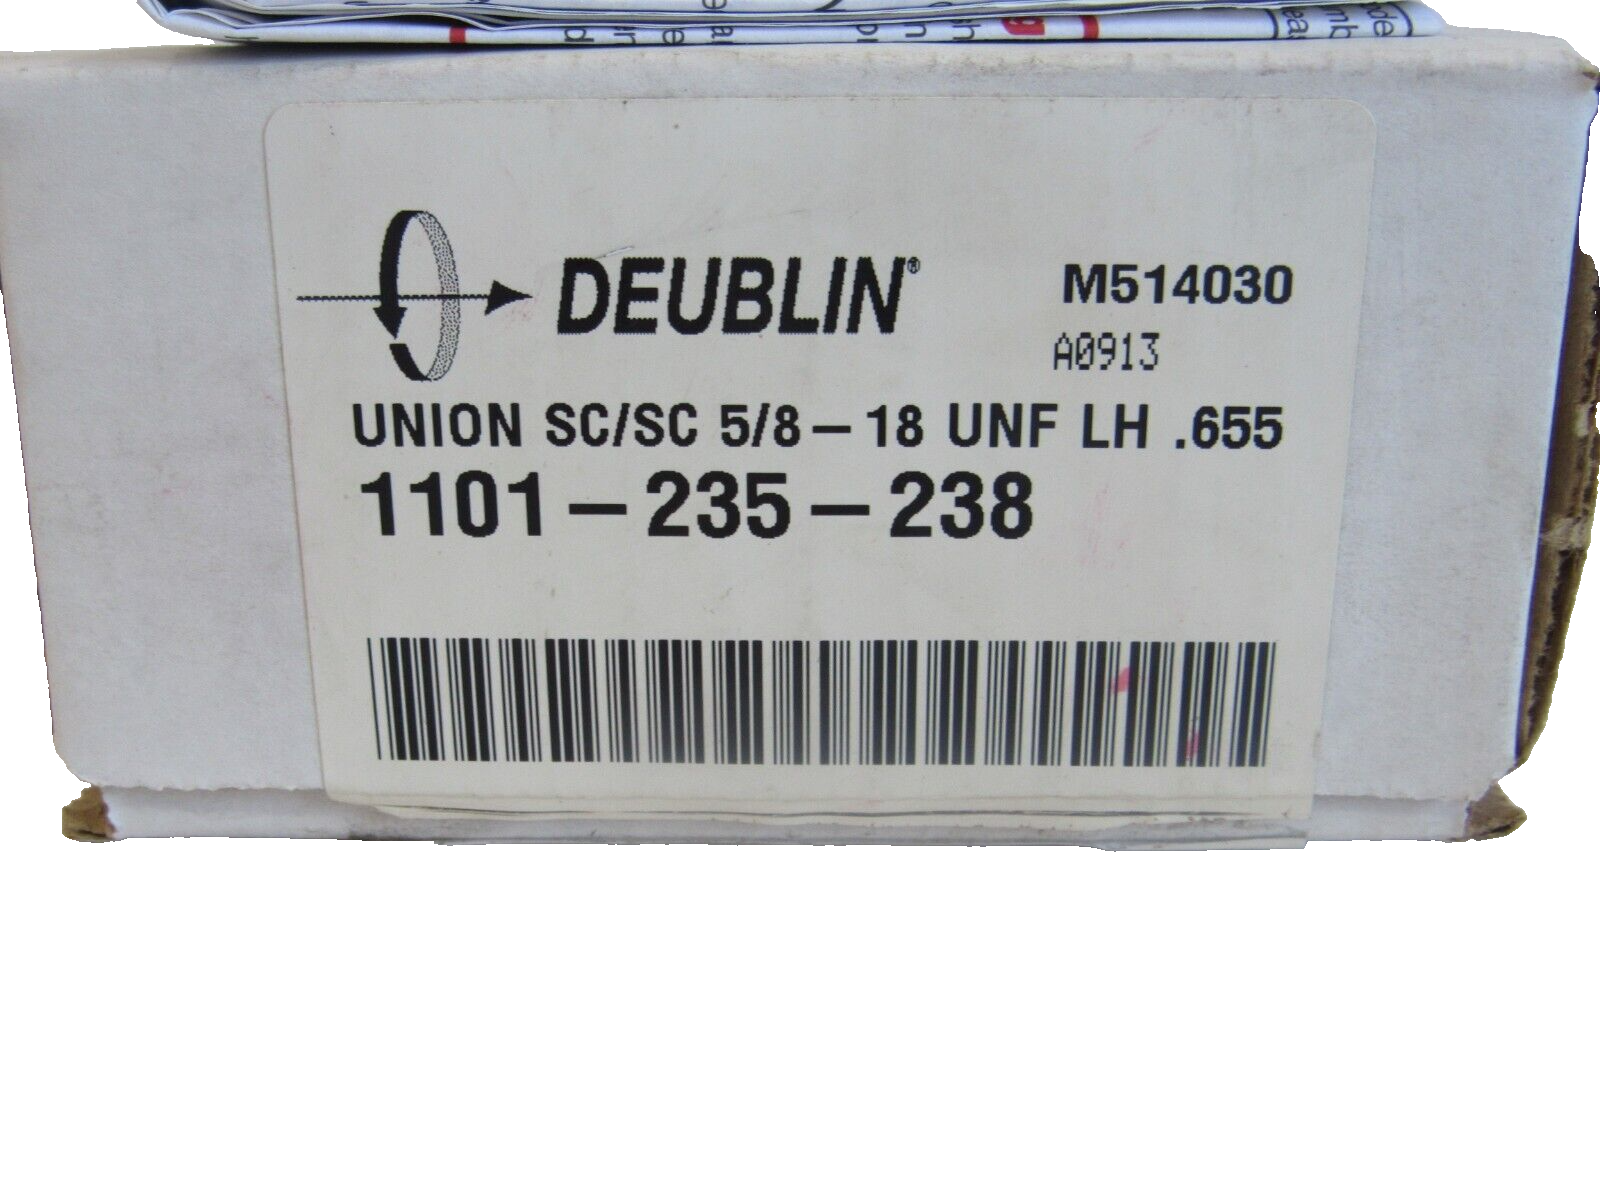 DEUBLIN®
M514030
A0913
UNION SC/SC 5/8-18 UNF LH .655
1101-235-238